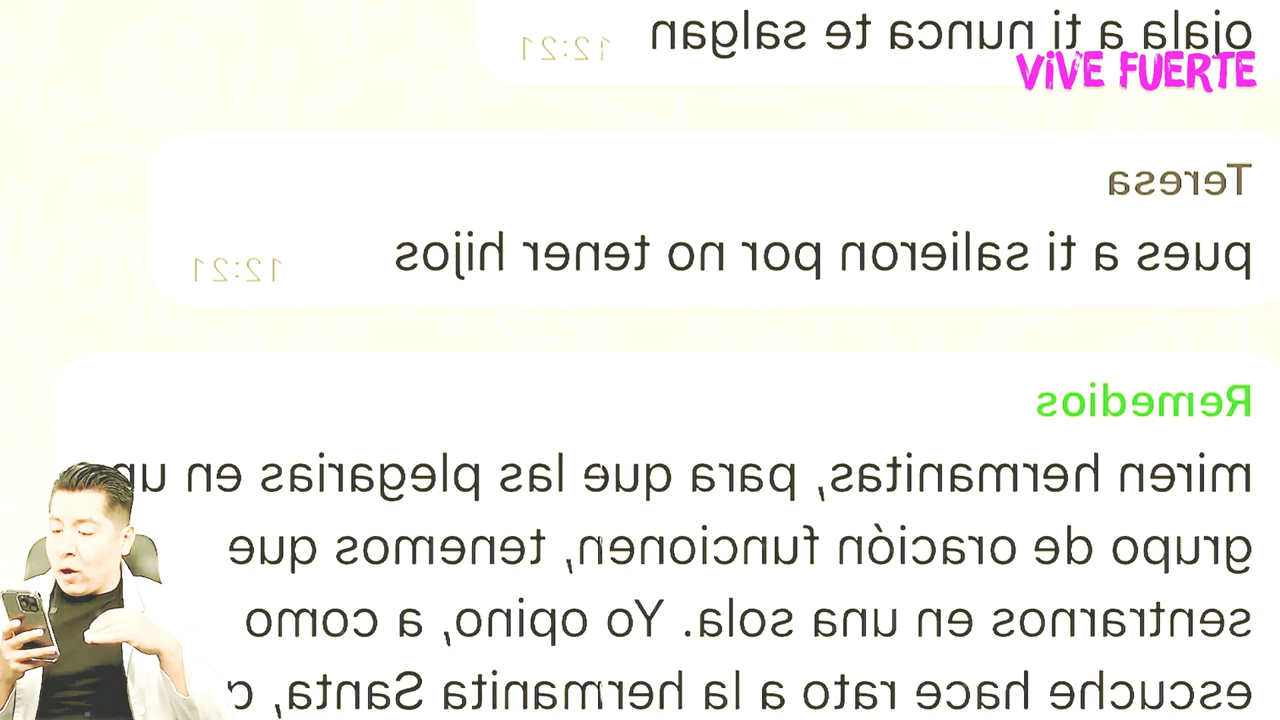 ojala a ti nunca te salgan
12:21
VIVE FUERTE
Teresa
pues a ti salieron por no tener hijos
12:21
Remedios
miren hermanitas, para que las plegarias en
grupo de oración funcionen, tenemos que
sentrarnos en una sola. Yo opino, a como
escuche hace rato a la hermanita Santa,